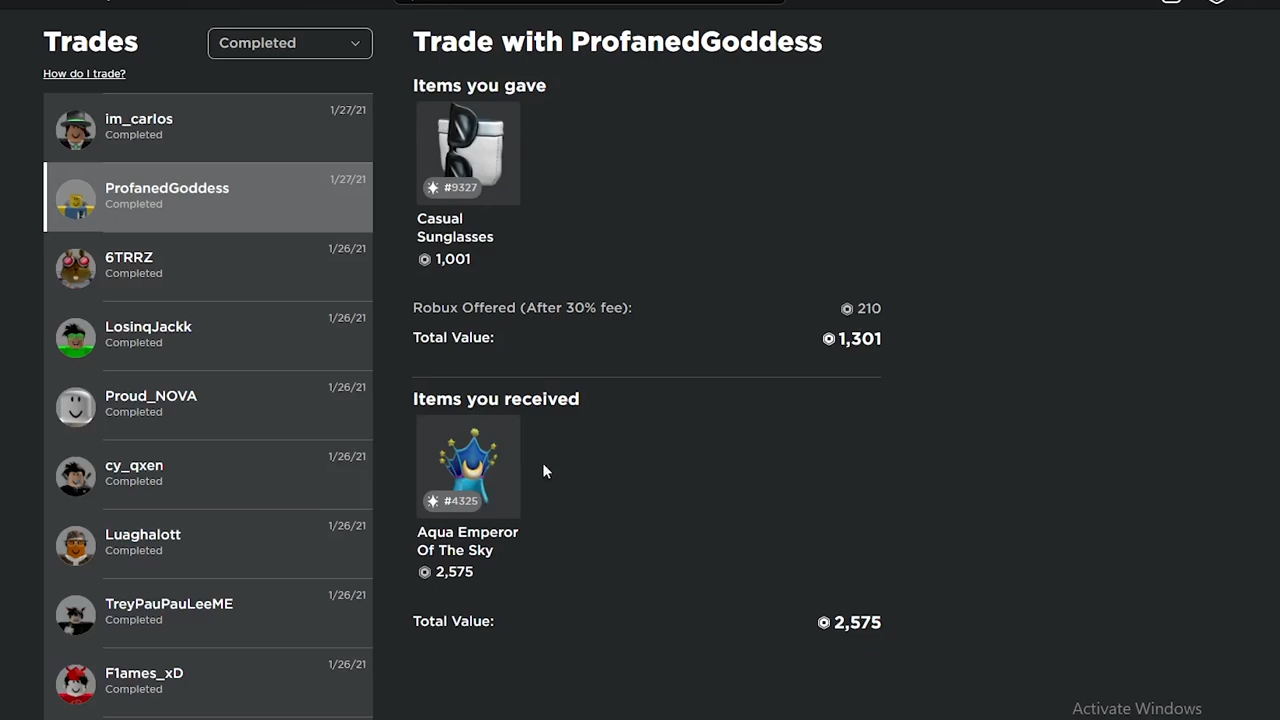 Trades
Completed
How do I trade?
im_carlos
1/27/21
Completed
ProfanedGoddess
1/27/21
Completed
6TRRZ
1/26/21
Completed
LosinqJackk
1/26/21
Completed
Proud_NOVA
1/26/21
Completed
cy_qxen
1/26/21
Completed
Luaghalott
1/26/21
Completed
TreyPauPauLeeME
1/26/21
Completed
F1ames_xD
1/26/21
Completed
Trade with ProfanedGoddess
Items you gave
#9327
Casual
Sunglasses
1,001
Robux Offered (After 30% fee): 210
Total Value: 1,301
Items you received
#4325
Aqua Emperor
Of The Sky
2,575
Total Value: 2,575
Activate Windows